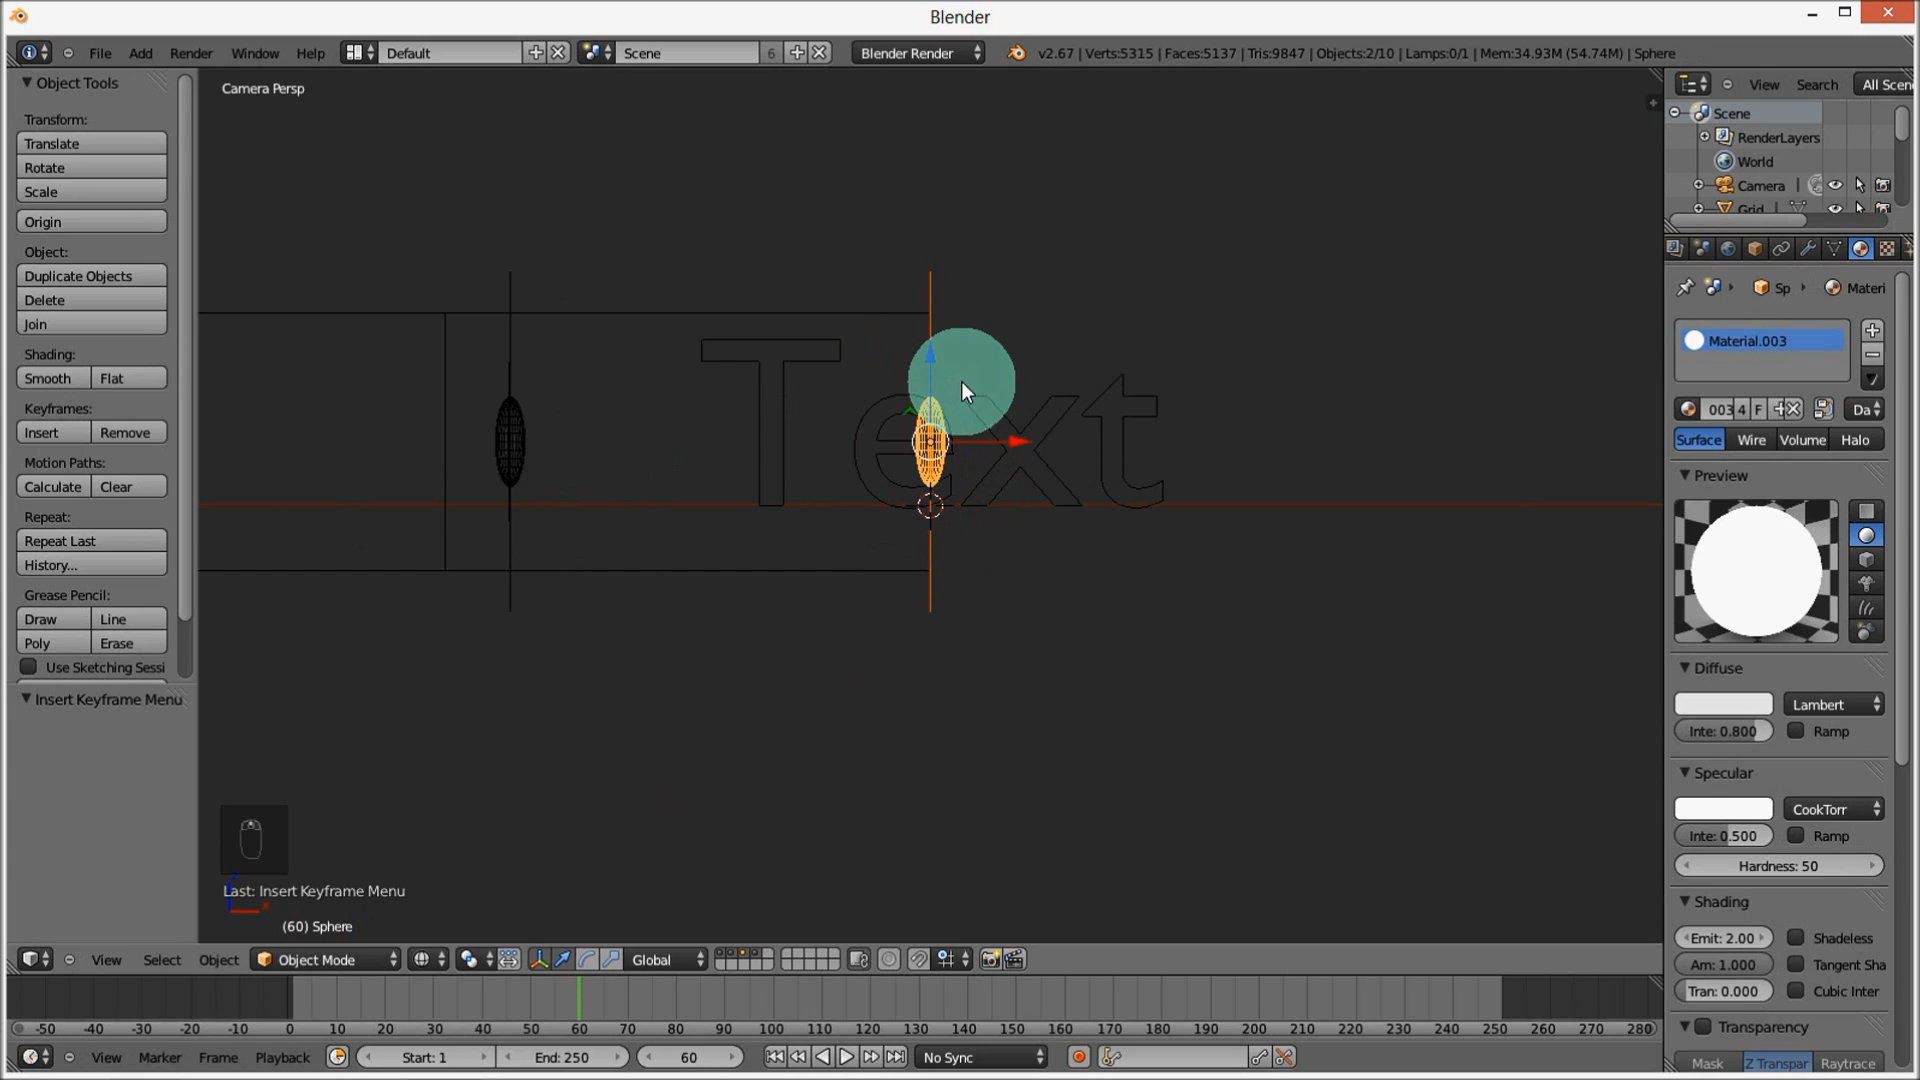 Blender
File Add Render Window Help Default Scene 6 Blender Render v2.67 | Verts:5315 | Faces:5137 | Tris:9847 | Objects:2/10 | Lamps:0/1 | Mem:34.93M (54.74M) | Sphere
Object Tools
Transform:
Translate
Rotate
Scale
Origin
Object:
Duplicate Objects
Delete
Join
Shading:
Smooth Flat
Keyframes:
Insert Remove
Motion Paths:
Calculate Clear
Repeat:
Repeat Last
History...
Grease Pencil:
Draw Line
Poly Erase
Use Sketching Sessi
Insert Keyframe Menu
Camera Persp
Text
Last: Insert Keyframe Menu
(60) Sphere
View Search All Scen
Scene
RenderLayers
World
Camera
Grid
Sp Materi
Material.003
003 4 F Da
Surface Wire Volume Halo
Preview
Diffuse
Lambert
Inte: 0.800 Ramp
Specular
CookTorr
Inte: 0.500 Ramp
Hardness: 50
Shading
Emit: 2.00 Shadeless
Am: 1.000 Tangent Sha
Tran: 0.000 Cubic Inter
Transparency
Mask Z Transpar Raytrace
View Select Object Object Mode Global
-50 -40 -30 -20 -10 0 10 20 30 40 50 60 70 80 90 100 110 120 130 140 150 160 170 180 190 200 210 220 230 240 250 260 270 280
View Marker Frame Playback Start: 1 End: 250 60 No Sync